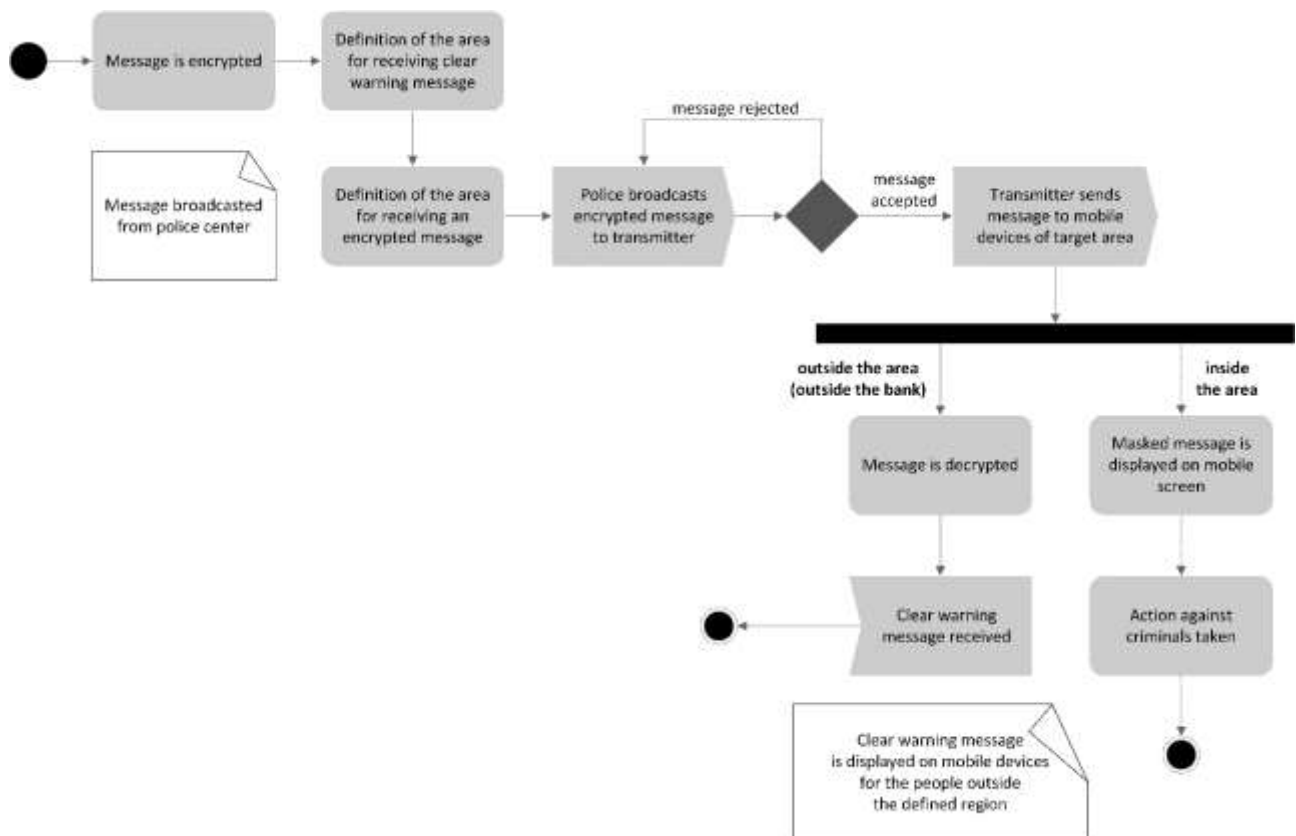 Message is encrypted
Definition of the area
for receiving clear
warning message
message rejected
Message broadcasted
from police center
Definition of the area
for receiving an
encrypted message
Police broadcasts
encrypted message
to transmitter
message
accepted
Transmitter sends
message to mobile
devices of target area
outside the area
(outside the bank)
inside
the area
Message is decrypted
Masked message is
displayed on mobile
screen
Clear warning
message received
Action against
criminals taken
Clear warning message
is displayed on mobile devices
for the people outside
the defined region